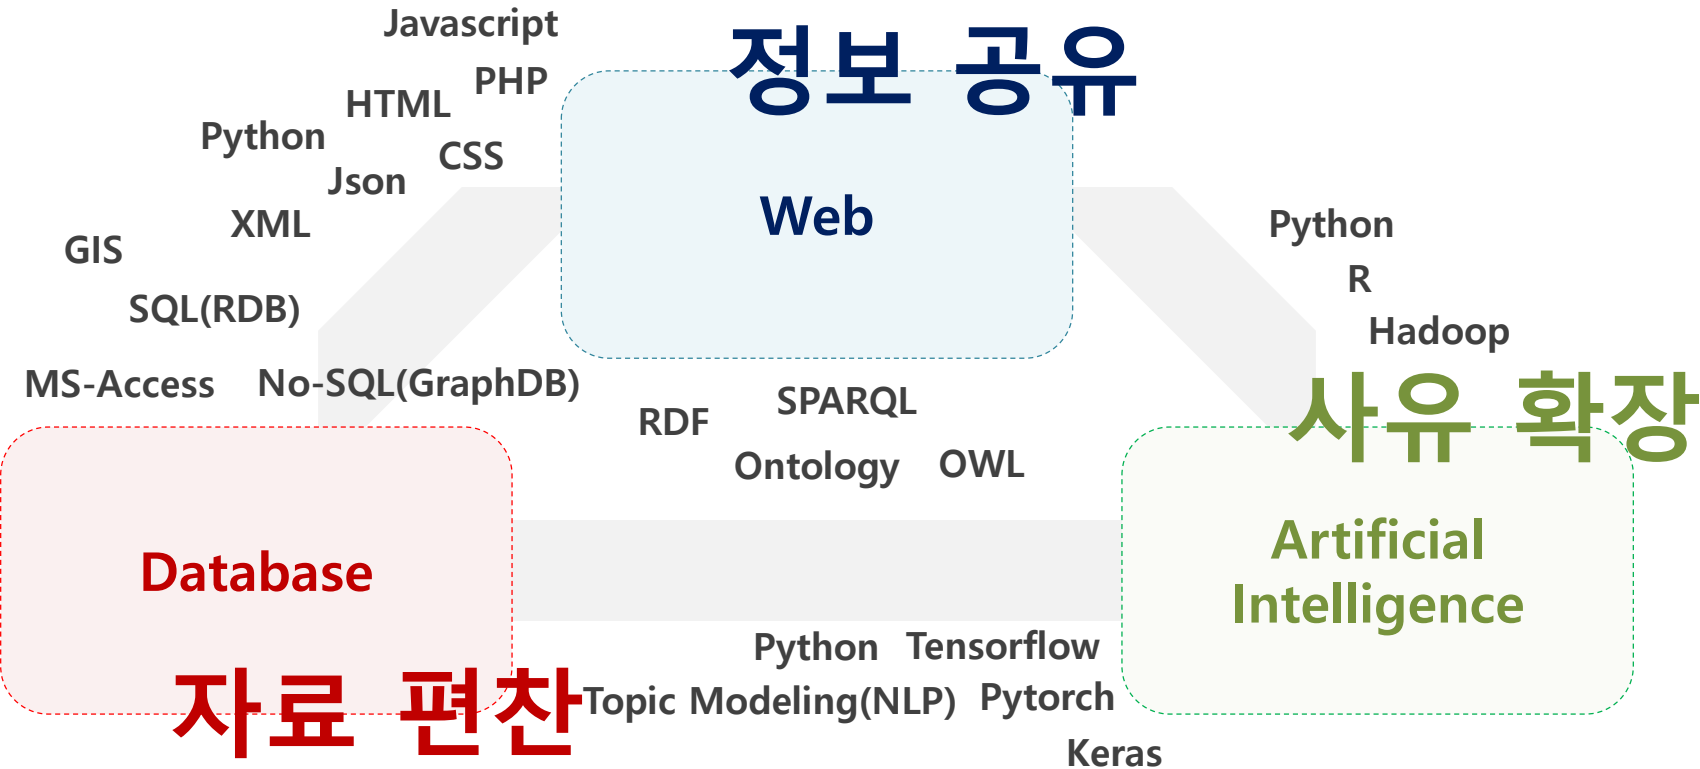 Javascript
정보 공유
PHP
HTML
Python
CSS
Json
XML
Web
GIS
Python
R
SQL(RDB)
Hadoop
MS-Access
No-SQL(GraphDB)
SPARQL
RDF
사유 확장
Ontology
OWL
Database
Artificial
Intelligence
자료 편찬
Python
Tensorflow
Topic Modeling(NLP)
Pytorch
Keras